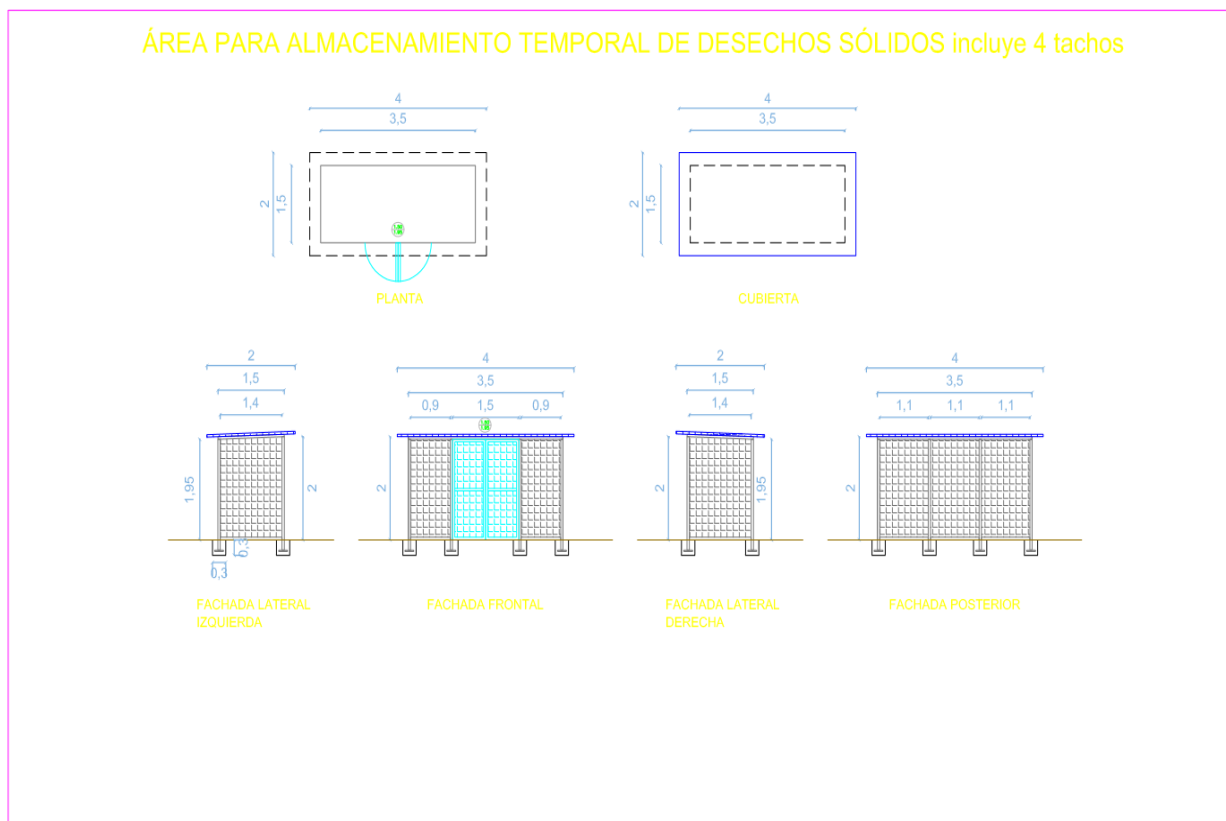 ÁREA PARA ALMACENAMIENTO TEMPORAL DE DESECHOS SÓLIDOS incluye 4 tachos
4
3,5
2
1,5
PLANTA
4
3,5
2
1,5
CUBIERTA
2
1,5
1,4
1,95
2
0,3
0,3
FACHADA LATERAL
IZQUIERDA
4
3,5
0,9 1,5 0,9
2
FACHADA FRONTAL
2
1,5
1,4
2
1,95
FACHADA LATERAL
DERECHA
4
3,5
1,1 1,1 1,1
2
FACHADA POSTERIOR